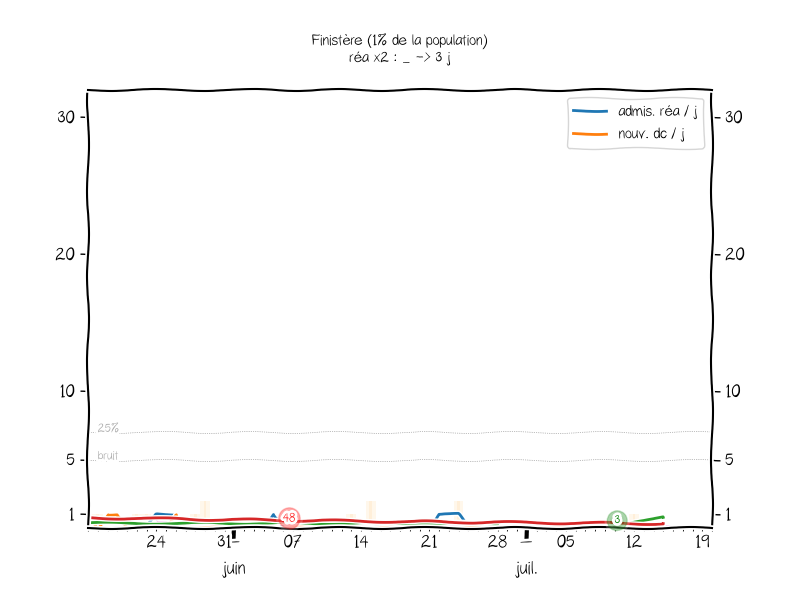 Finistère (1% de la population)
réa x2 : _ -> 3 j
admis. réa / j
nouv. dc / j
30 30
20 20
10 10
25%
5 5
bruit
1 1
48
3
24 31 07 14 21 28 05 12 19
juin juil.